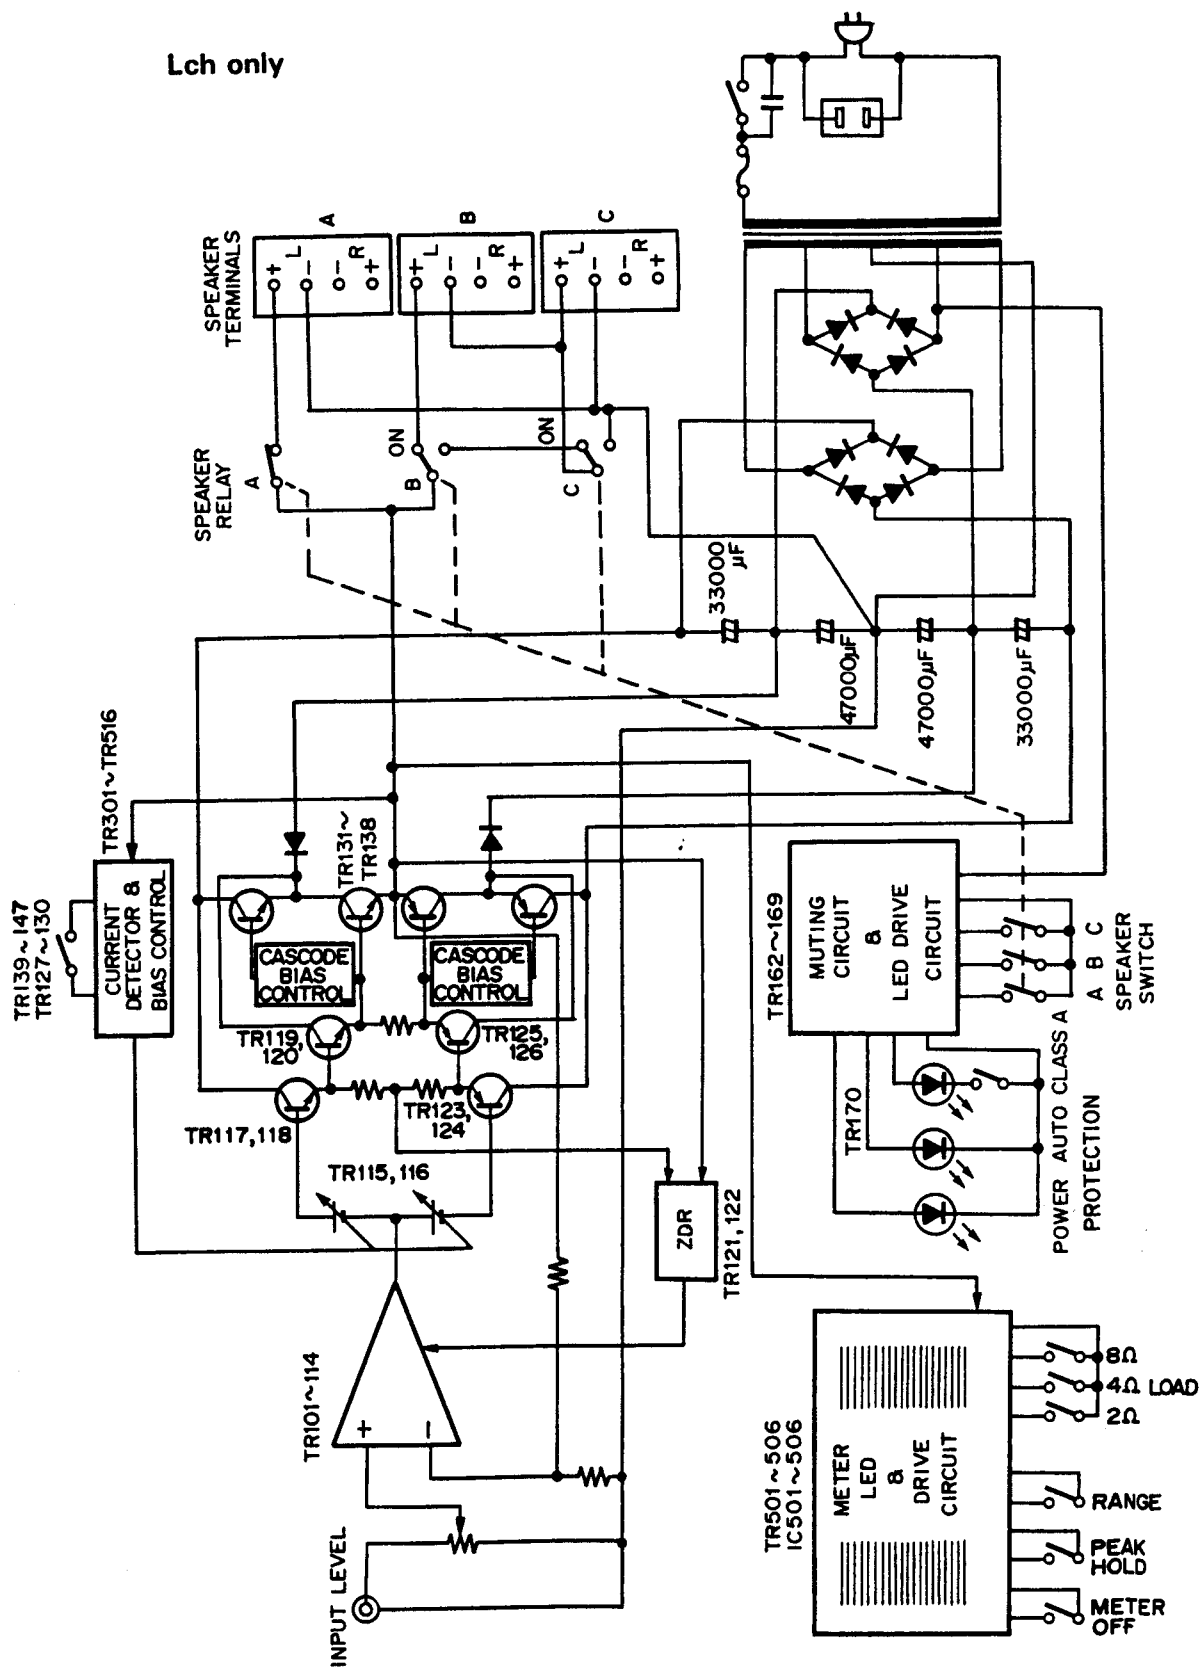 Lch only
SPEAKER
TERMINALS
+ L - - R +
A
+ L - - R +
B
+ L - - R +
C
SPEAKER
RELAY
A
ON
B
ON
C
33000
µF
47000µF
47000µF
33000µF
TR139~147
TR127~130
CURRENT
DETECTOR &
BIAS CONTROL
TR301~TR516
TR131~
TR138
CASCODE
BIAS
CONTROL
CASCODE
BIAS
CONTROL
TR119,
120
TR125,
126
TR117,118
TR123,
124
TR115,116
TR162~169
MUTING
CIRCUIT
&
LED DRIVE
CIRCUIT
A B C
SPEAKER
SWITCH
TR170
POWER AUTO CLASS A
PROTECTION
ZDR
TR121,122
TR101~114
+
−
INPUT LEVEL
TR501~506
IC501~506
METER
LED
&
DRIVE
CIRCUIT
8Ω
4Ω LOAD
2Ω
RANGE
PEAK
HOLD
METER
OFF